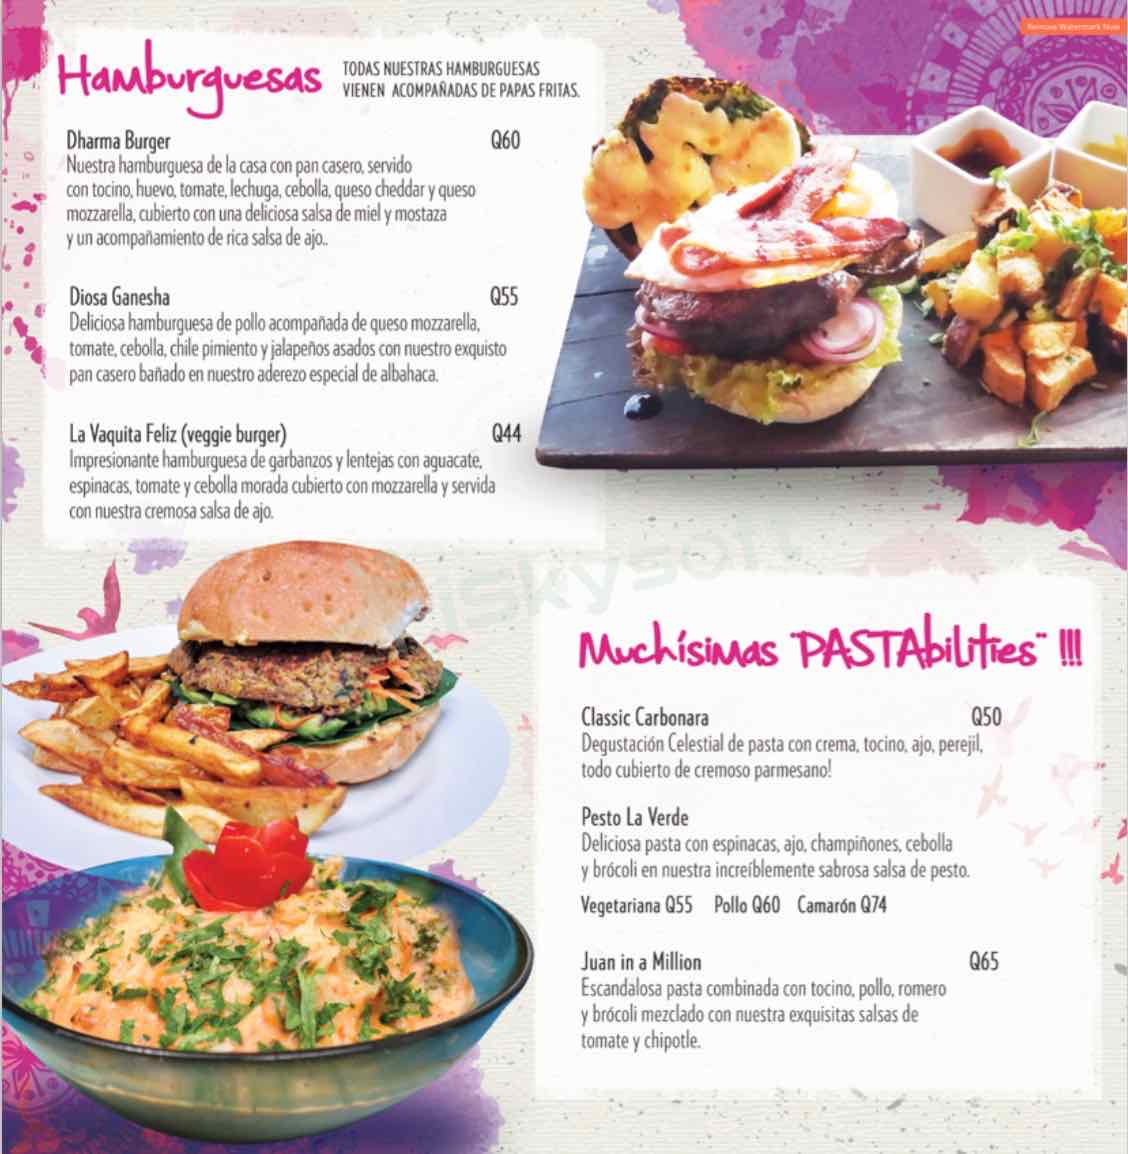 Remove Watermark Now
Hamburguesas
TODAS NUESTRAS HAMBURGUESAS
VIENEN ACOMPAÑADAS DE PAPAS FRITAS.
Dharma Burger Q60
Nuestra hamburguesa de la casa con pan casero, servido
con tocino, huevo, tomate, lechuga, cebolla, queso cheddar y queso
mozzarella, cubierto con una deliciosa salsa de miel y mostaza
y un acompañamiento de rica salsa de ajo..
Diosa Ganesha Q55
Deliciosa hamburguesa de pollo acompañada de queso mozzarella,
tomate, cebolla, chile pimiento y jalapeños asados con nuestro exquisto
pan casero bañado en nuestro aderezo especial de albahaca.
La Vaquita Feliz (veggie burger) Q44
Impresionante hamburguesa de garbanzos y lentejas con aguacate,
espinacas, tomate y cebolla morada cubierto con mozzarella y servida
con nuestra cremosa salsa de ajo.
Muchísimas "PASTAbilities" !!!
Classic Carbonara Q50
Degustación Celestial de pasta con crema, tocino, ajo, perejil,
todo cubierto de cremoso parmesano!
Pesto La Verde
Deliciosa pasta con espinacas, ajo, champiñones, cebolla
y brócoli en nuestra increíblemente sabrosa salsa de pesto.
Vegetariana Q55 Pollo Q60 Camarón Q74
Juan in a Million Q65
Escandalosa pasta combinada con tocino, pollo, romero
y brócoli mezclado con nuestra exquisitas salsas de
tomate y chipotle.